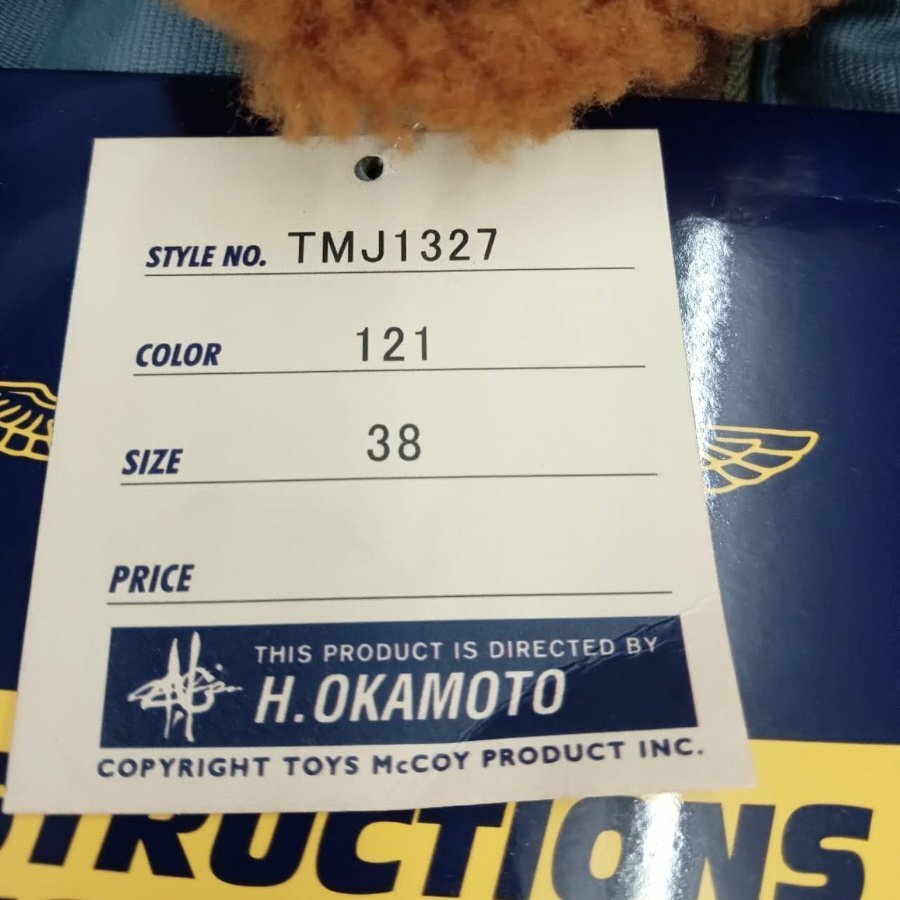 STYLE NO. TMJ1327
COLOR 121
SIZE 38
PRICE
THIS PRODUCT IS DIRECTED BY
H.OKAMOTO
COPYRIGHT TOYS McCOY PRODUCT INC.
STRUCTIONS